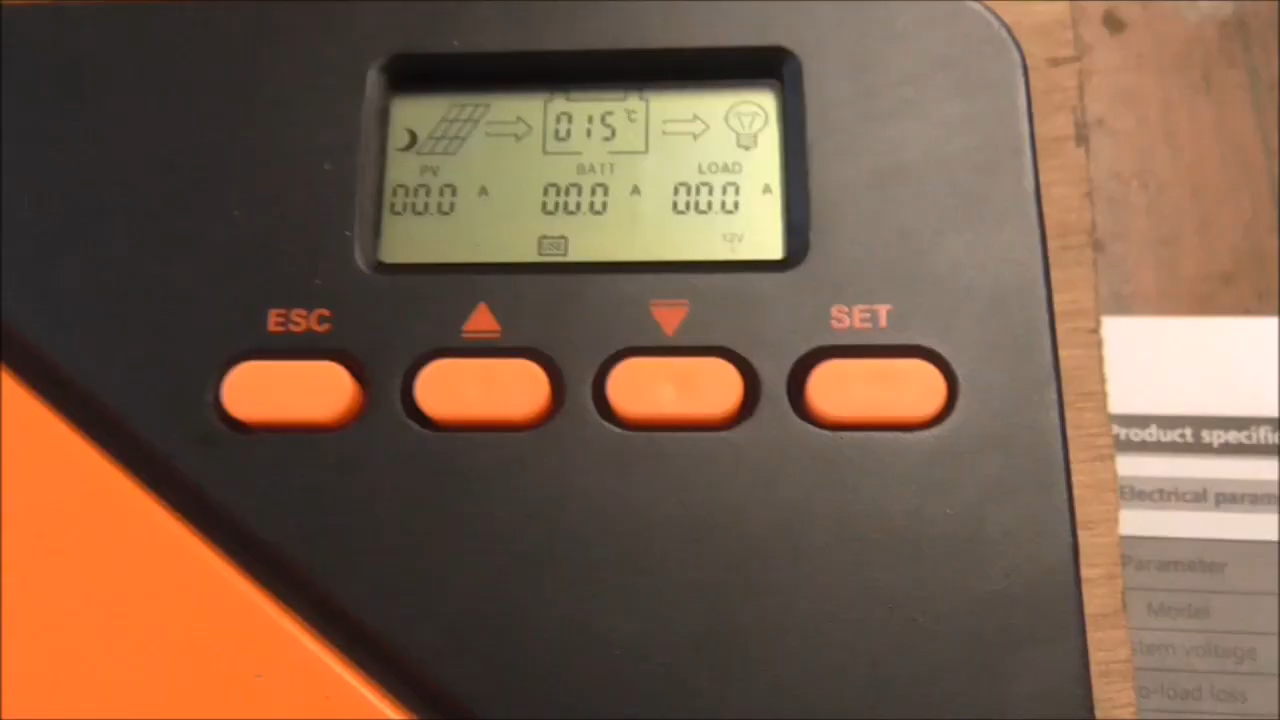 015 °C
PV BATT LOAD
00.0 A 00.0 A 00.0 A
USE 12V
ESC SET
Product specifi
Electrical param
Parameter
Model
stem voltage
o-load loss